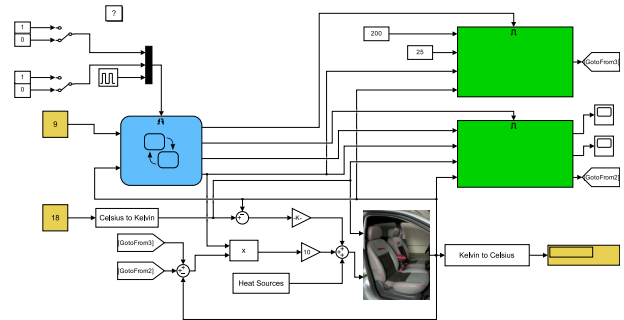 ?
1
0
200
25
[GotoFrom3]
1
0
9
[GotoFrom2]
18
Celsius to Kelvin
-K-
[GotoFrom3]
x
10
Kelvin to Celsius
[GotoFrom2]
Heat Sources